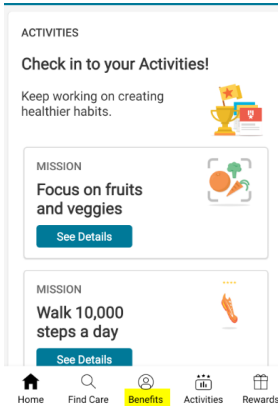 ACTIVITIES
Check in to your Activities!
Keep working on creating
healthier habits.
MISSION
Focus on fruits
and veggies
See Details
MISSION
Walk 10,000
steps a day
See Details
Home Find Care Benefits Activities Rewards